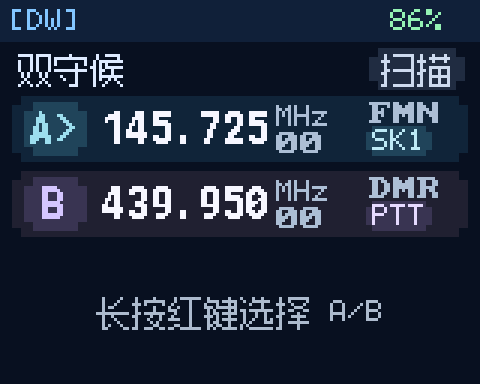 [DW] 86%
双守候 扫描
A> 145.725 MHz 00 FMN SK1
B 439.950 MHz 00 DMR PTT
长按红键选择 A/B